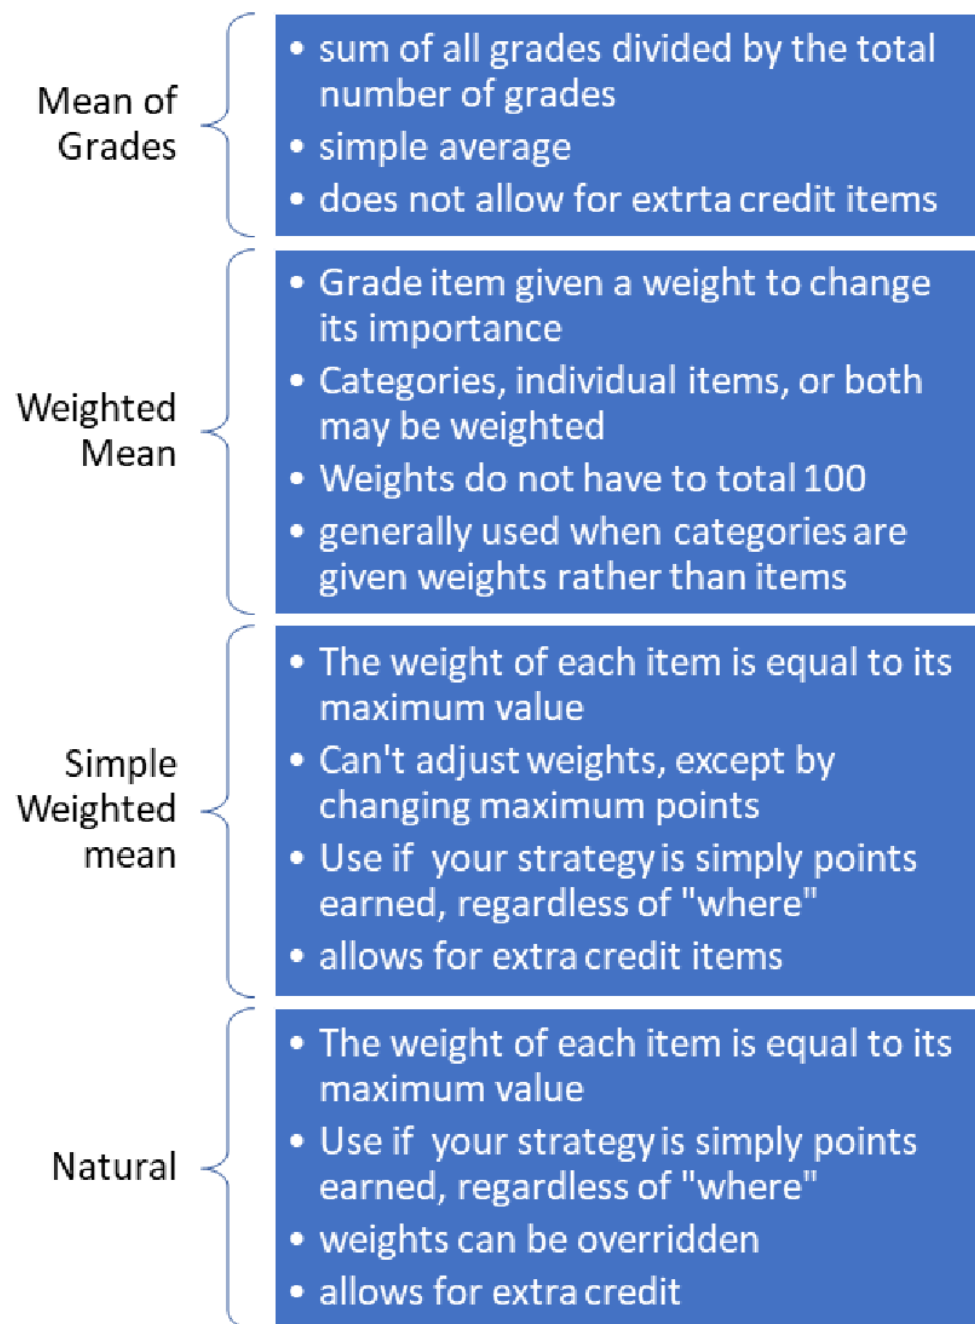 Mean of
Grades
• sum of all grades divided by the total
number of grades
• simple average
• does not allow for extrta credit items
Weighted
Mean
• Grade item given a weight to change
its importance
• Categories, individual items, or both
may be weighted
• Weights do not have to total 100
• generally used when categories are
given weights rather than items
Simple
Weighted
mean
• The weight of each item is equal to its
maximum value
• Can't adjust weights, except by
changing maximum points
• Use if  your strategy is simply points
earned, regardless of "where"
• allows for extra credit items
Natural
• The weight of each item is equal to its
maximum value
• Use if  your strategy is simply points
earned, regardless of "where"
• weights can be overridden
• allows for extra credit